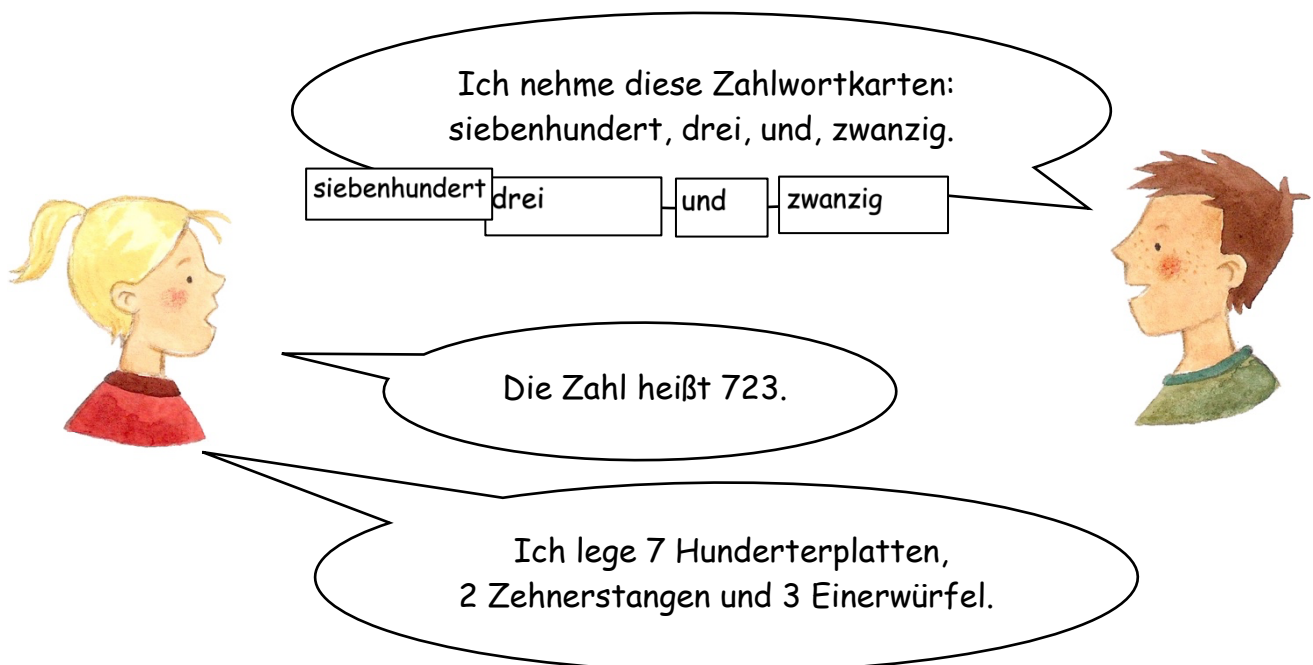 Ich nehme diese Zahlwortkarten:
siebenhundert, drei, und, zwanzig.
siebenhundert drei und zwanzig
Die Zahl heißt 723.
Ich lege 7 Hunderterplatten,
2 Zehnerstangen und 3 Einerwürfel.